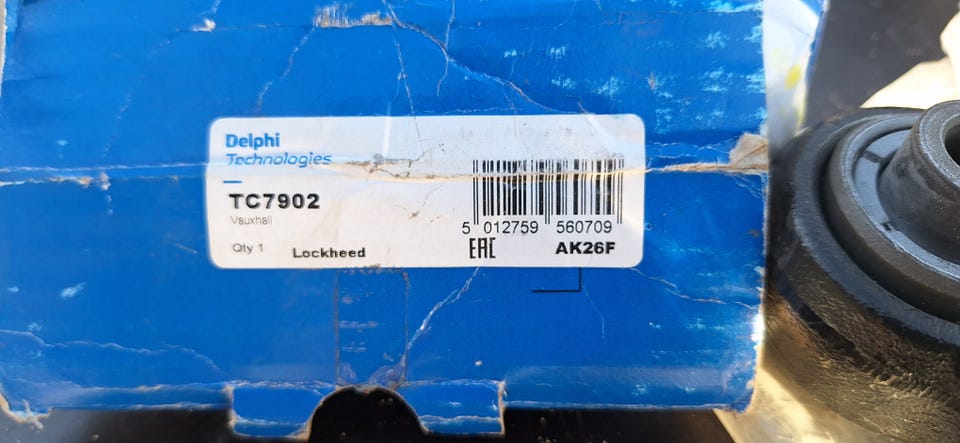 Delphi
Technologies
TC7902
Vauxhall
Qty 1
Lockheed
5 012759 560709
EAC
AK26F